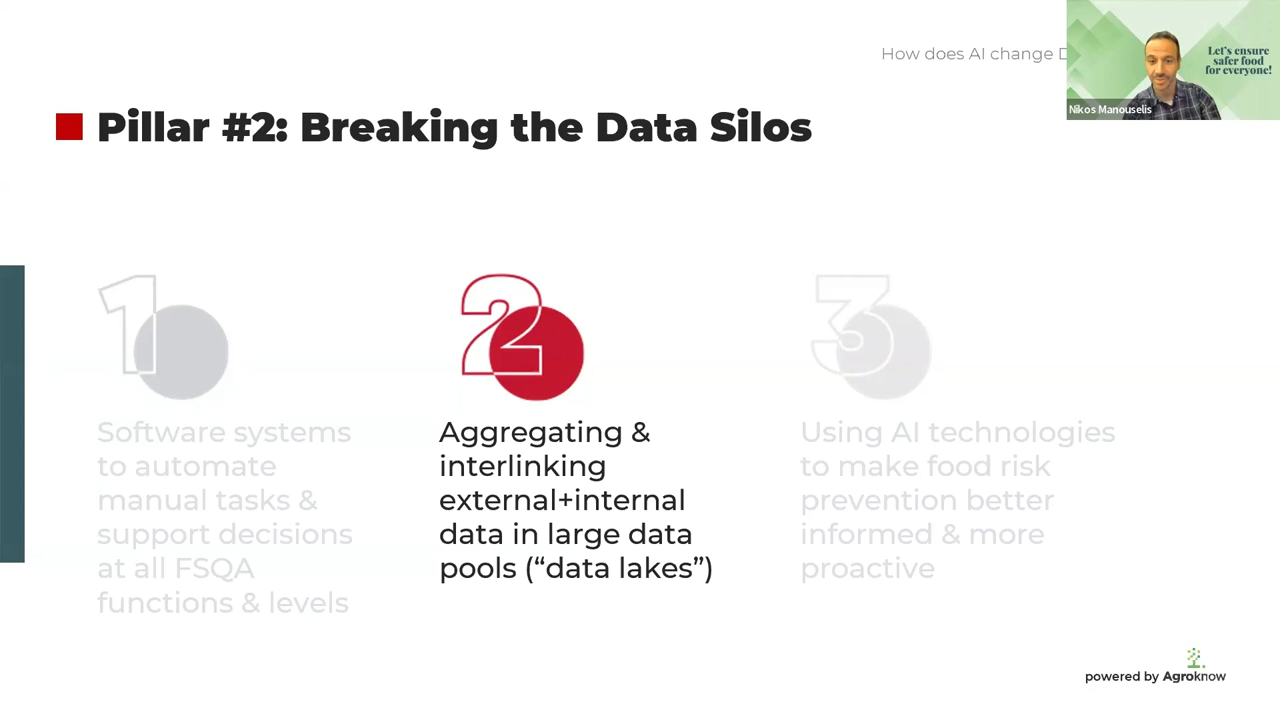 How does AI change
Let's ensure
safer food
for everyone!
Nikos Manouselis
Pillar #2: Breaking the Data Silos
1
Software systems
to automate
manual tasks &
support decisions
at all FSQA
functions & levels
2
Aggregating &
interlinking
external+internal
data in large data
pools (“data lakes”)
3
Using AI technologies
to make food risk
prevention better
informed & more
proactive
powered by Agroknow